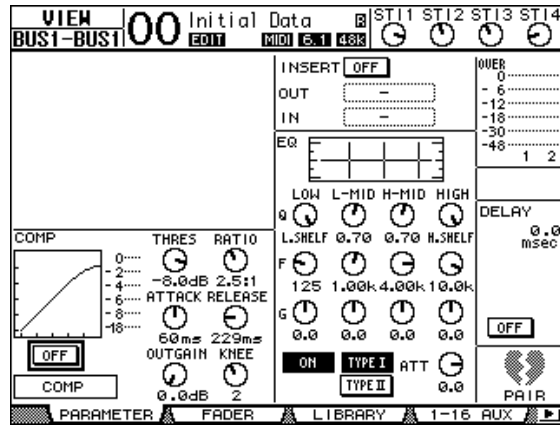 VIEW
BUS1-BUS1
00 Initial Data
EDIT MIDI 6.1 48k
STI1 STI2 STI3 STI4
INSERT OFF
OUT -
IN -
OVER
0
- 6
-12
-18
-30
-48
1 2
EQ
LOW L-MID H-MID HIGH
Q
L.SHELF 0.70 0.70 H.SHELF
F
125 1.00k 4.00k 10.0k
G
0.0 0.0 0.0 0.0
ON TYPE I ATT
TYPE II 0.0
DELAY
0.0
msec
OFF
PAIR
COMP
THRES RATIO
0
- 2
- 4
- 6
- 8
-18
-8.0dB 2.5:1
ATTACK RELEASE
60ms 229ms
OUTGAIN KNEE
0.0dB 2
OFF
COMP
PARAMETER FADER LIBRARY 1-16 AUX